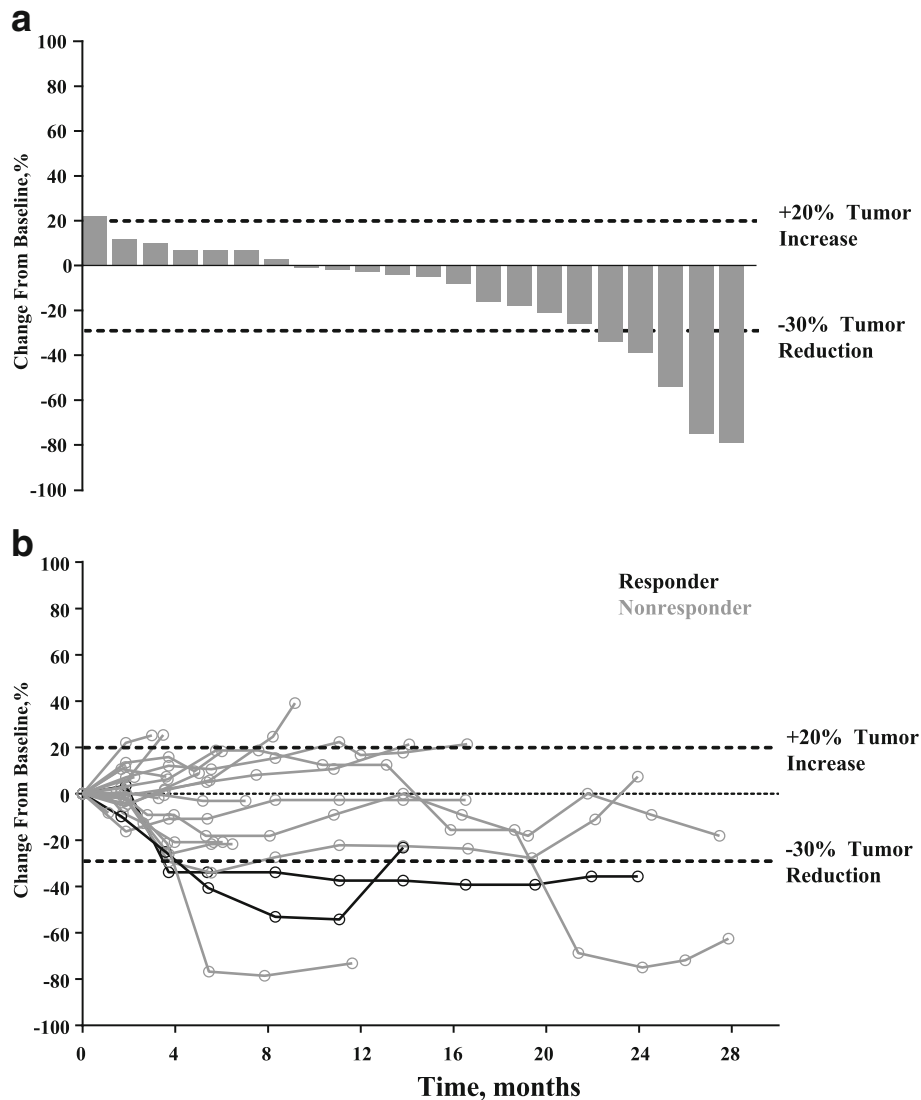 a
100
80
60
40
20
0
-20
-40
-60
-80
-100
Change From Baseline,%
+20% Tumor
Increase
-30% Tumor
Reduction
b
100
80
60
40
20
0
-20
-40
-60
-80
-100
Change From Baseline,%
Responder
Nonresponder
+20% Tumor
Increase
-30% Tumor
Reduction
0 4 8 12 16 20 24 28
Time, months